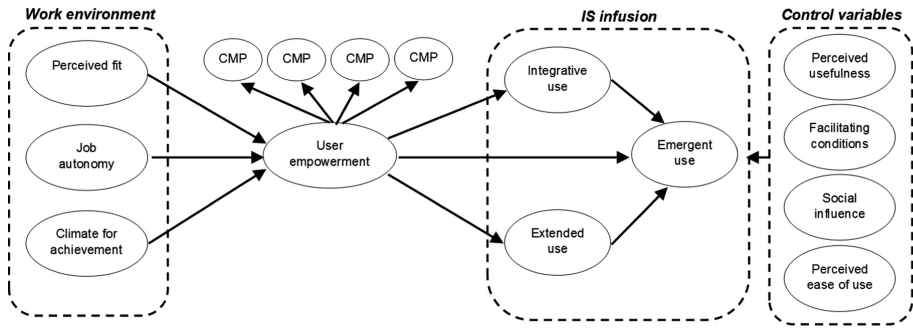 Work environment
IS infusion
Control variables
Perceived fit
Job
autonomy
Climate for
achievement
CMP
CMP
CMP
CMP
User
empowerment
Integrative
use
Emergent
use
Extended
use
Perceived
usefulness
Facilitating
conditions
Social
influence
Perceived
ease of use